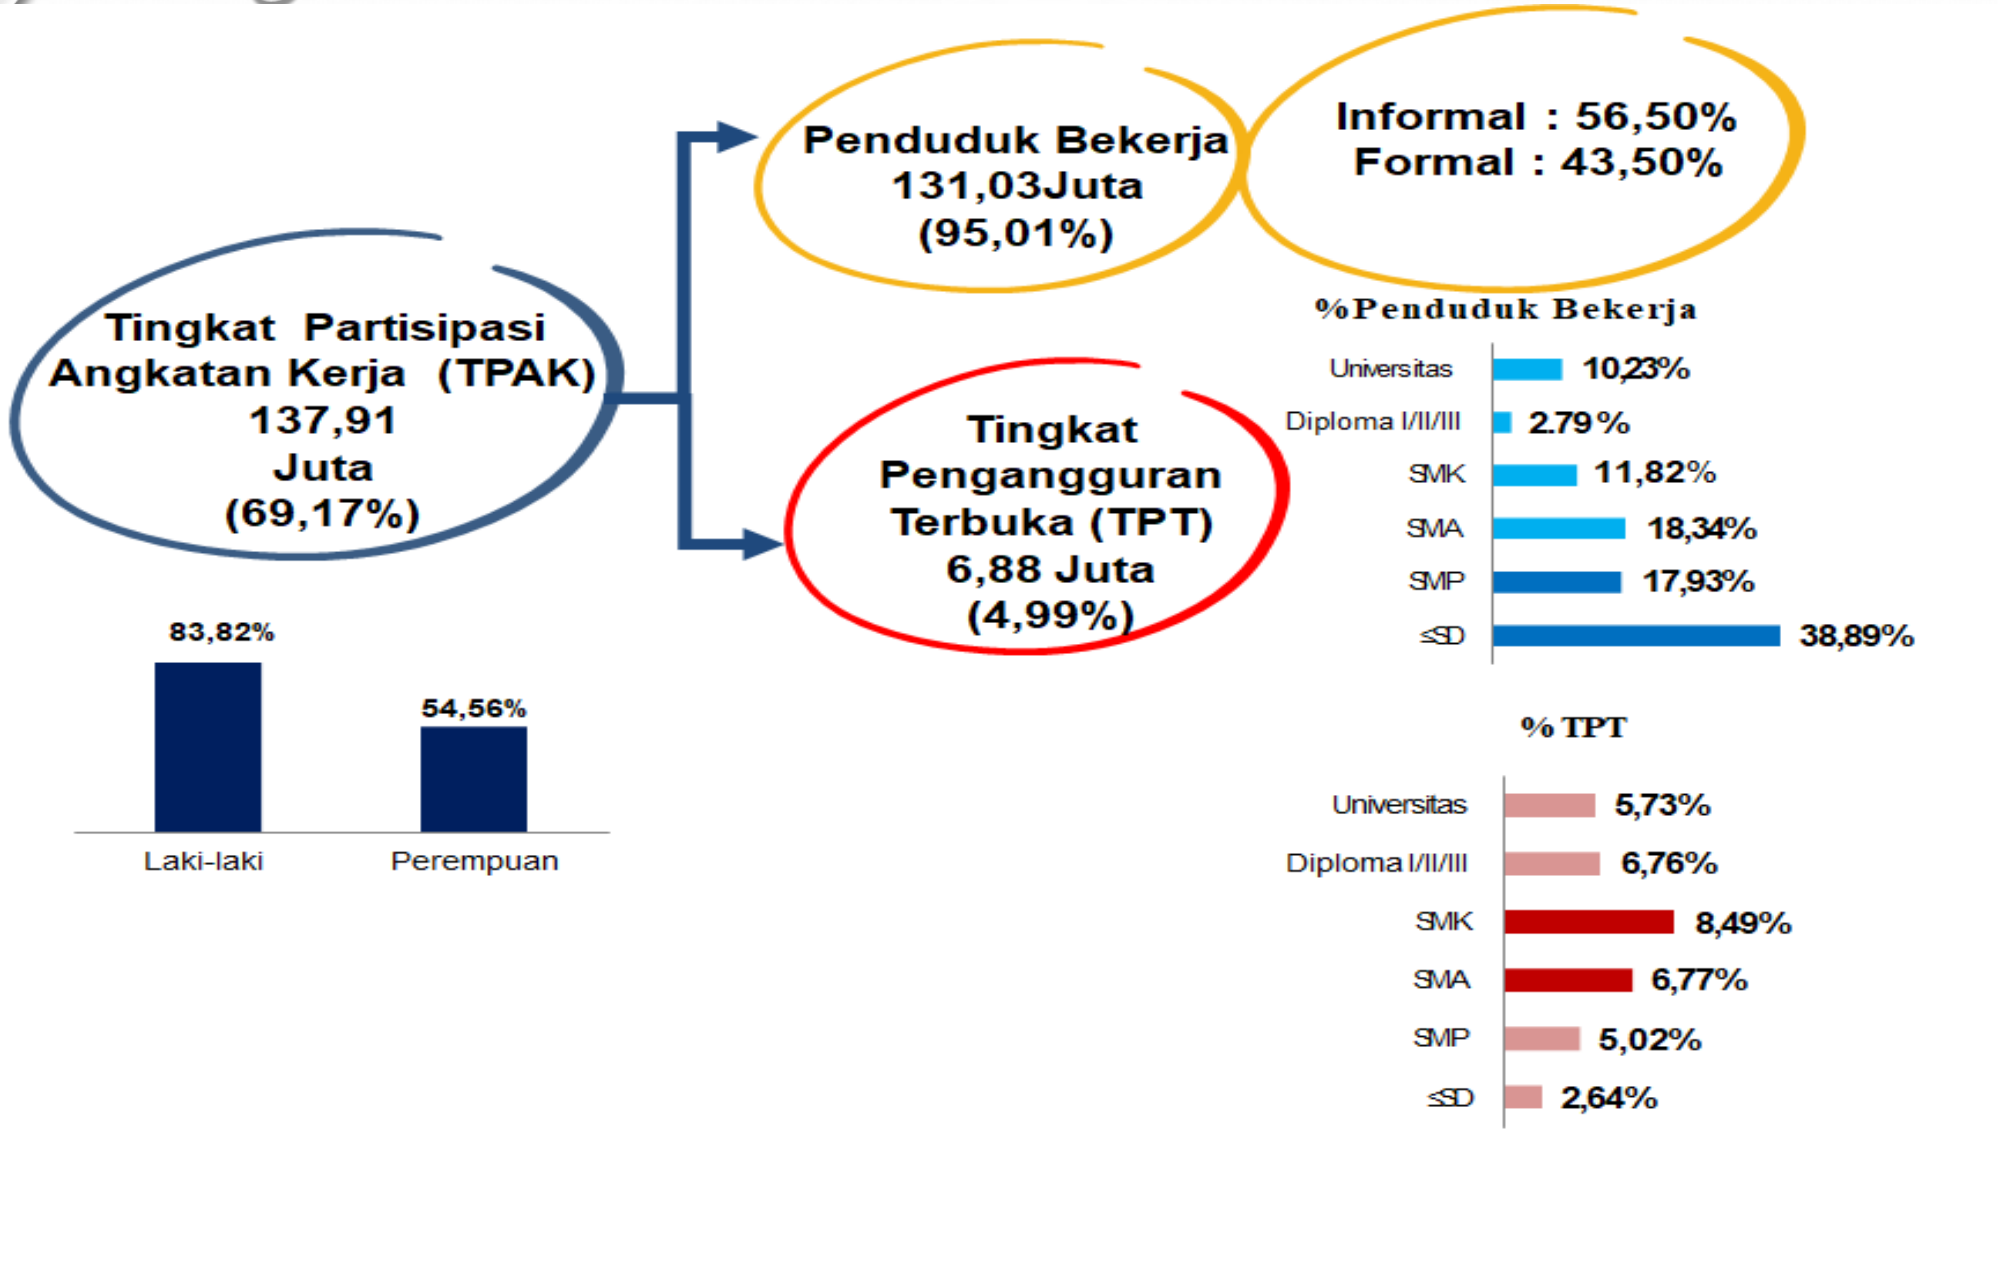 Tingkat Partisipasi
Angkatan Kerja (TPAK)
137,91
Juta
(69,17%)
83,82%
54,56%
Laki-laki
Perempuan
Penduduk Bekerja
131,03Juta
(95,01%)
Informal : 56,50%
Formal : 43,50%
Tingkat
Pengangguran
Terbuka (TPT)
6,88 Juta
(4,99%)
%Penduduk Bekerja
Universitas 10,23%
Diploma I/II/III 2.79%
SMK 11,82%
SMA 18,34%
SMP 17,93%
≤SD 38,89%
% TPT
Universitas 5,73%
Diploma I/II/III 6,76%
SMK 8,49%
SMA 6,77%
SMP 5,02%
≤SD 2,64%